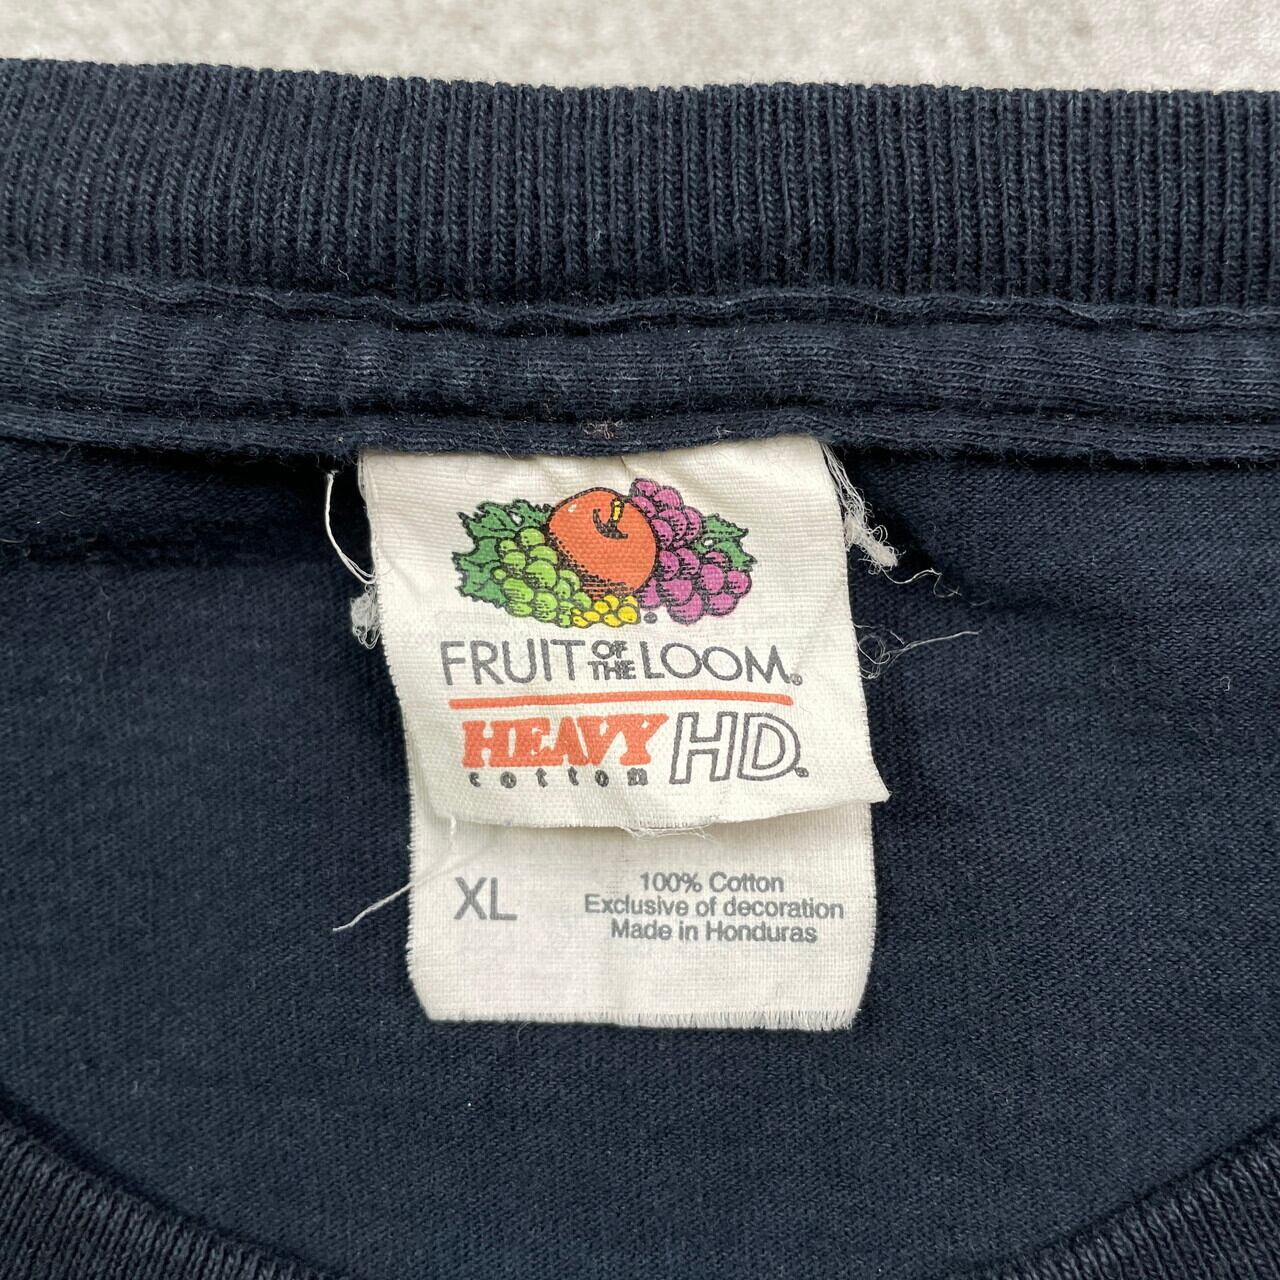 FRUIT OF THE LOOM®
HEAVY HD®
cotton
XL
100% Cotton
Exclusive of decoration
Made in Honduras